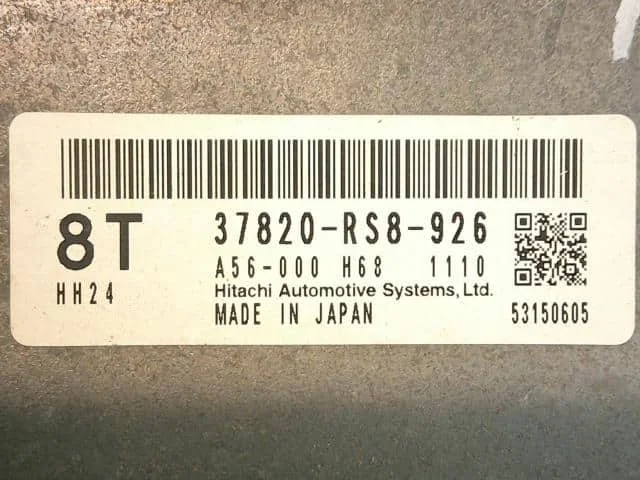 8T 37820-RS8-926
A56-000 H68 1110
HH24 Hitachi Automotive Systems, Ltd.
MADE IN JAPAN 53150605